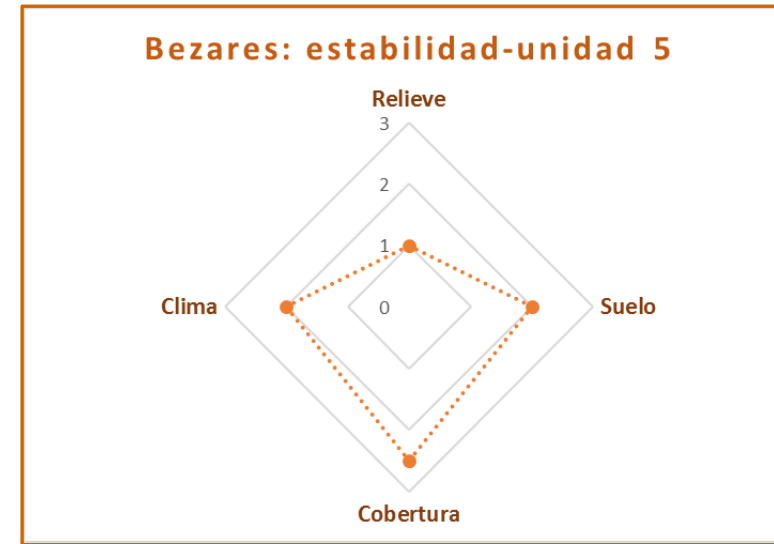 Bezares: estabilidad-unidad 5
Relieve
3
2
1
Clima
0
Suelo
Cobertura